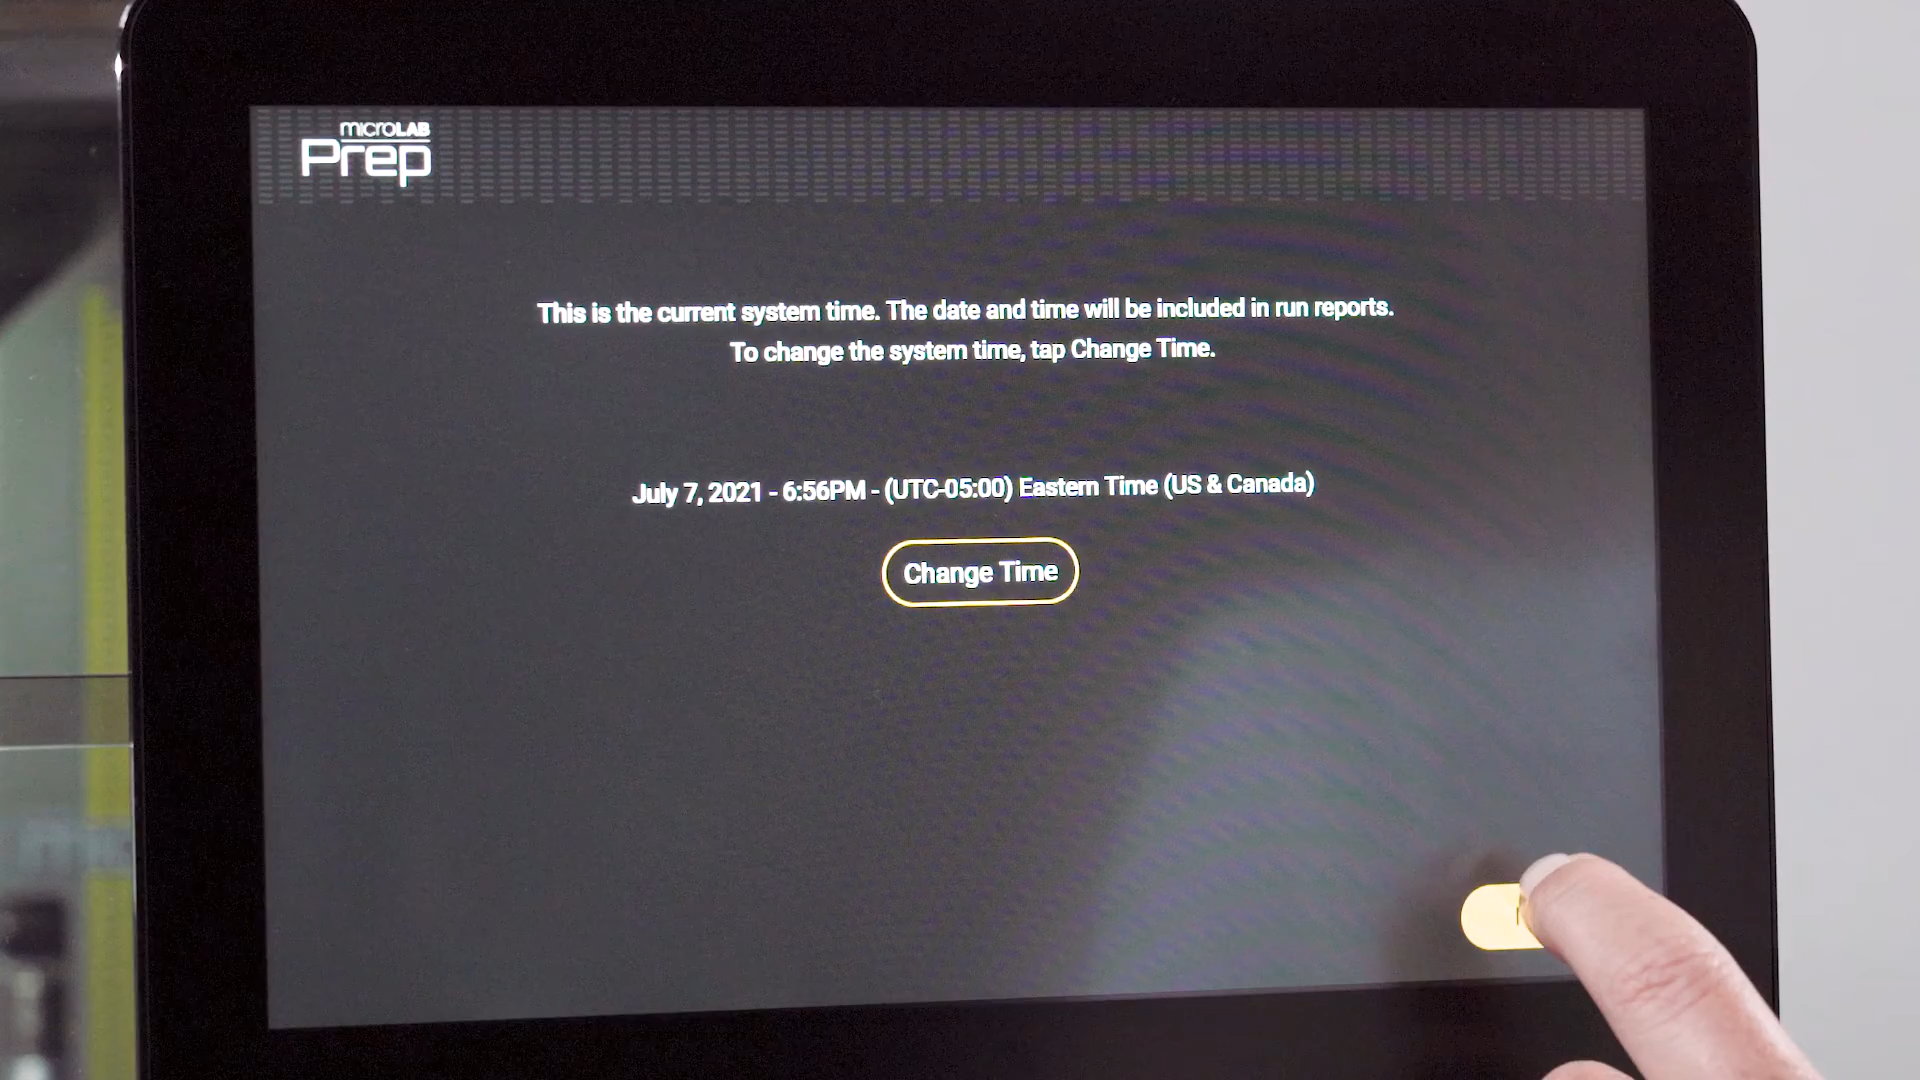 microLAB
Prep
This is the current system time. The date and time will be included in run reports.
To change the system time, tap Change Time.
July 7, 2021 - 6:56PM - (UTC-05:00) Eastern Time (US & Canada)
Change Time